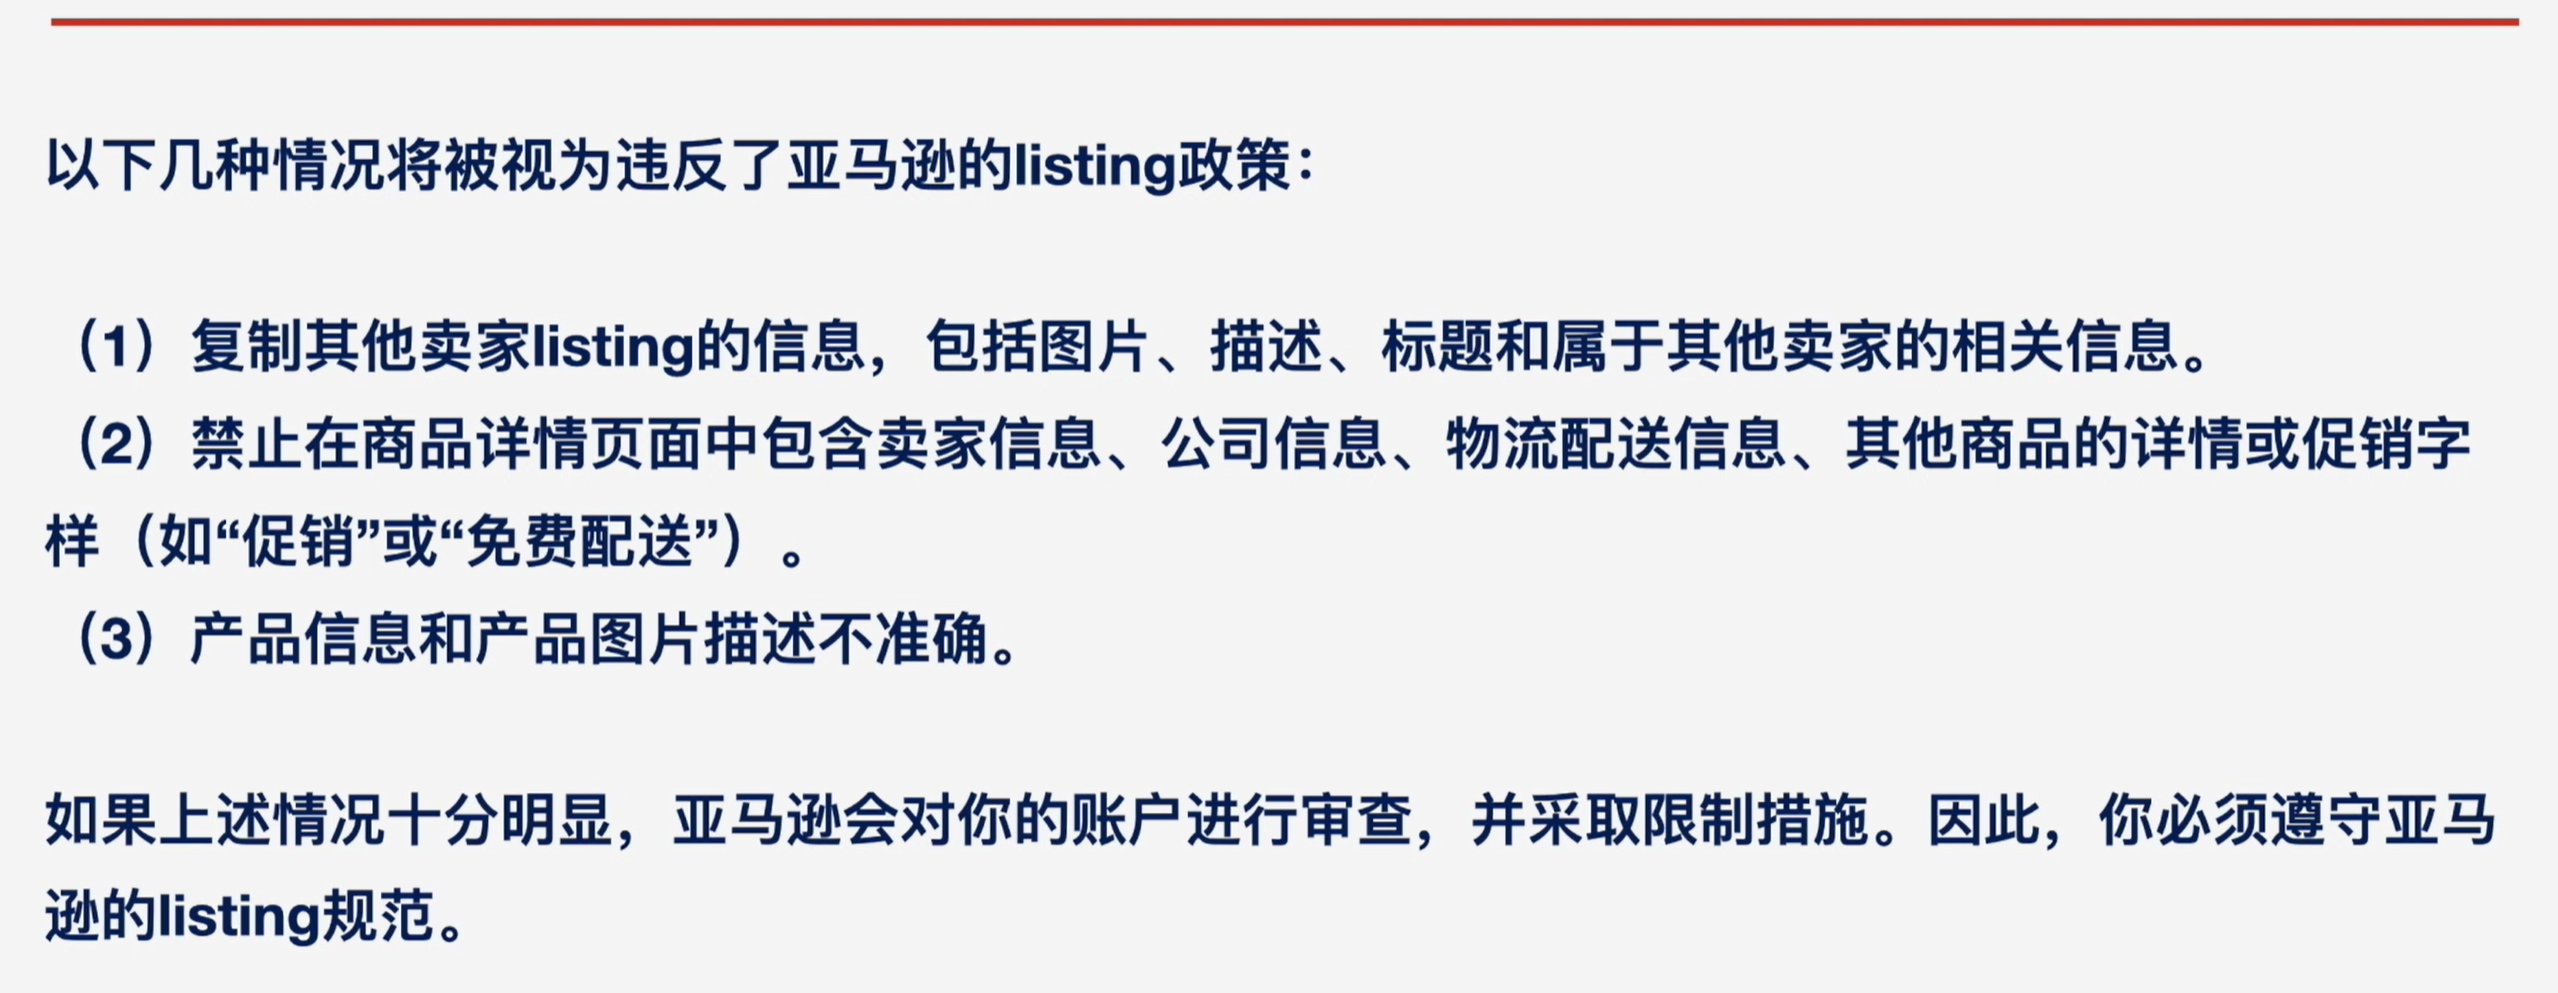 以下几种情况将被视为违反了亚马逊的listing政策：
（1）复制其他卖家listing的信息，包括图片、描述、标题和属于其他卖家的相关信息。
（2）禁止在商品详情页面中包含卖家信息、公司信息、物流配送信息、其他商品的详情或促销字
样（如“促销”或“免费配送”）。
（3）产品信息和产品图片描述不准确。
如果上述情况十分明显，亚马逊会对你的账户进行审查，并采取限制措施。因此，你必须遵守亚马
逊的listing规范。